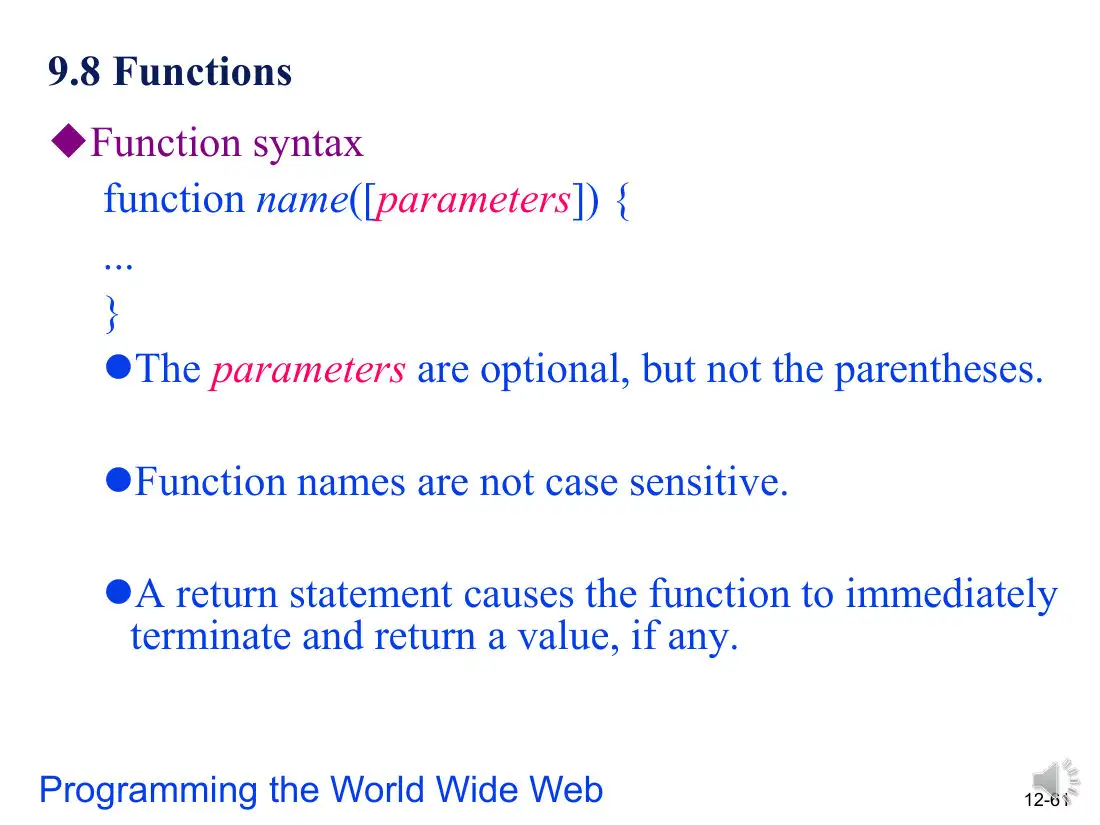 9.8 Functions
◆Function syntax
function name([parameters]) {
...
}
●The parameters are optional, but not the parentheses.
●Function names are not case sensitive.
●A return statement causes the function to immediately
terminate and return a value, if any.
Programming the World Wide Web
12-61